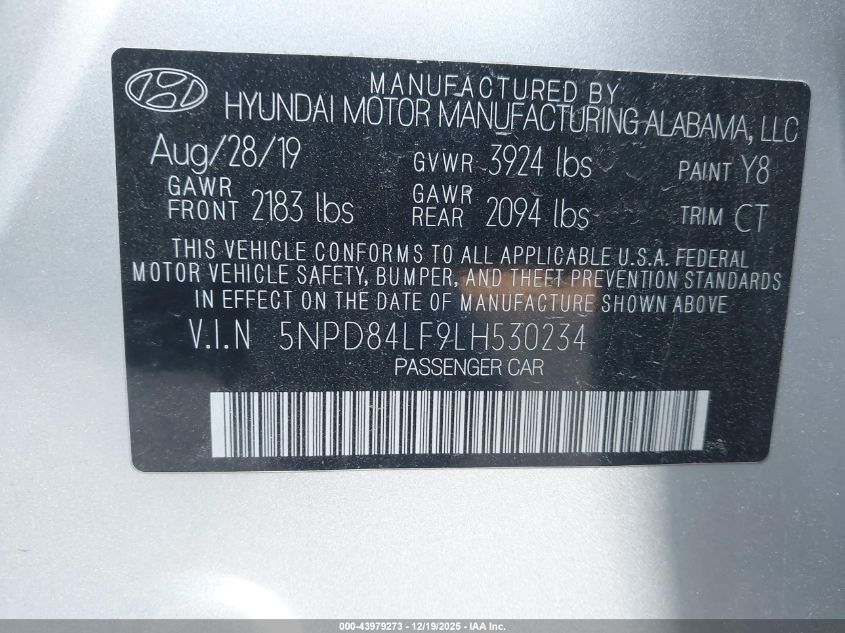 MANUFACTURED BY
HYUNDAI MOTOR MANUFACTURING ALABAMA, LLC
Aug/28/19 GVWR 3924 lbs PAINT Y8
GAWR FRONT 2183 lbs GAWR REAR 2094 lbs TRIM CT
THIS VEHICLE CONFORMS TO ALL APPLICABLE U.S.A. FEDERAL
MOTOR VEHICLE SAFETY, BUMPER, AND THEFT PREVENTION STANDARDS
IN EFFECT ON THE DATE OF MANUFACTURE SHOWN ABOVE
V.I.N 5NPD84LF9LH530234
PASSENGER CAR
000-43979273 - 12/19/2025 - IAA Inc.